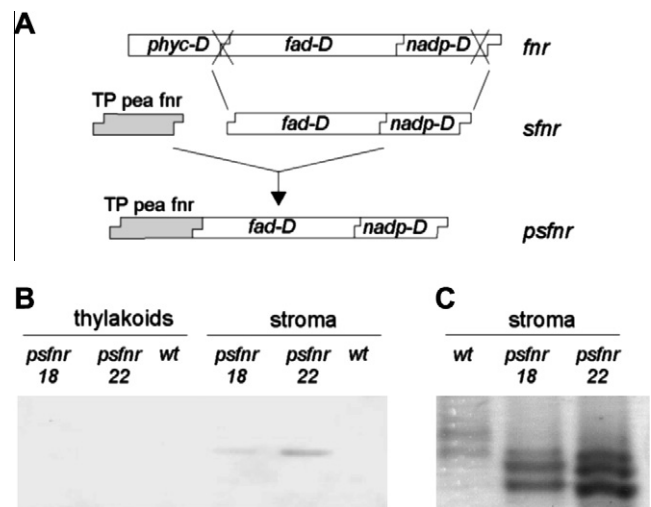 A
phyc-D fad-D nadp-D fnr
TP pea fnr
fad-D nadp-D sfnr
TP pea fnr
fad-D nadp-D psfnr
B
thylakoids stroma
psfnr psfnr wt psfnr psfnr wt
18 22 18 22
C
stroma
wt psfnr psfnr
18 22